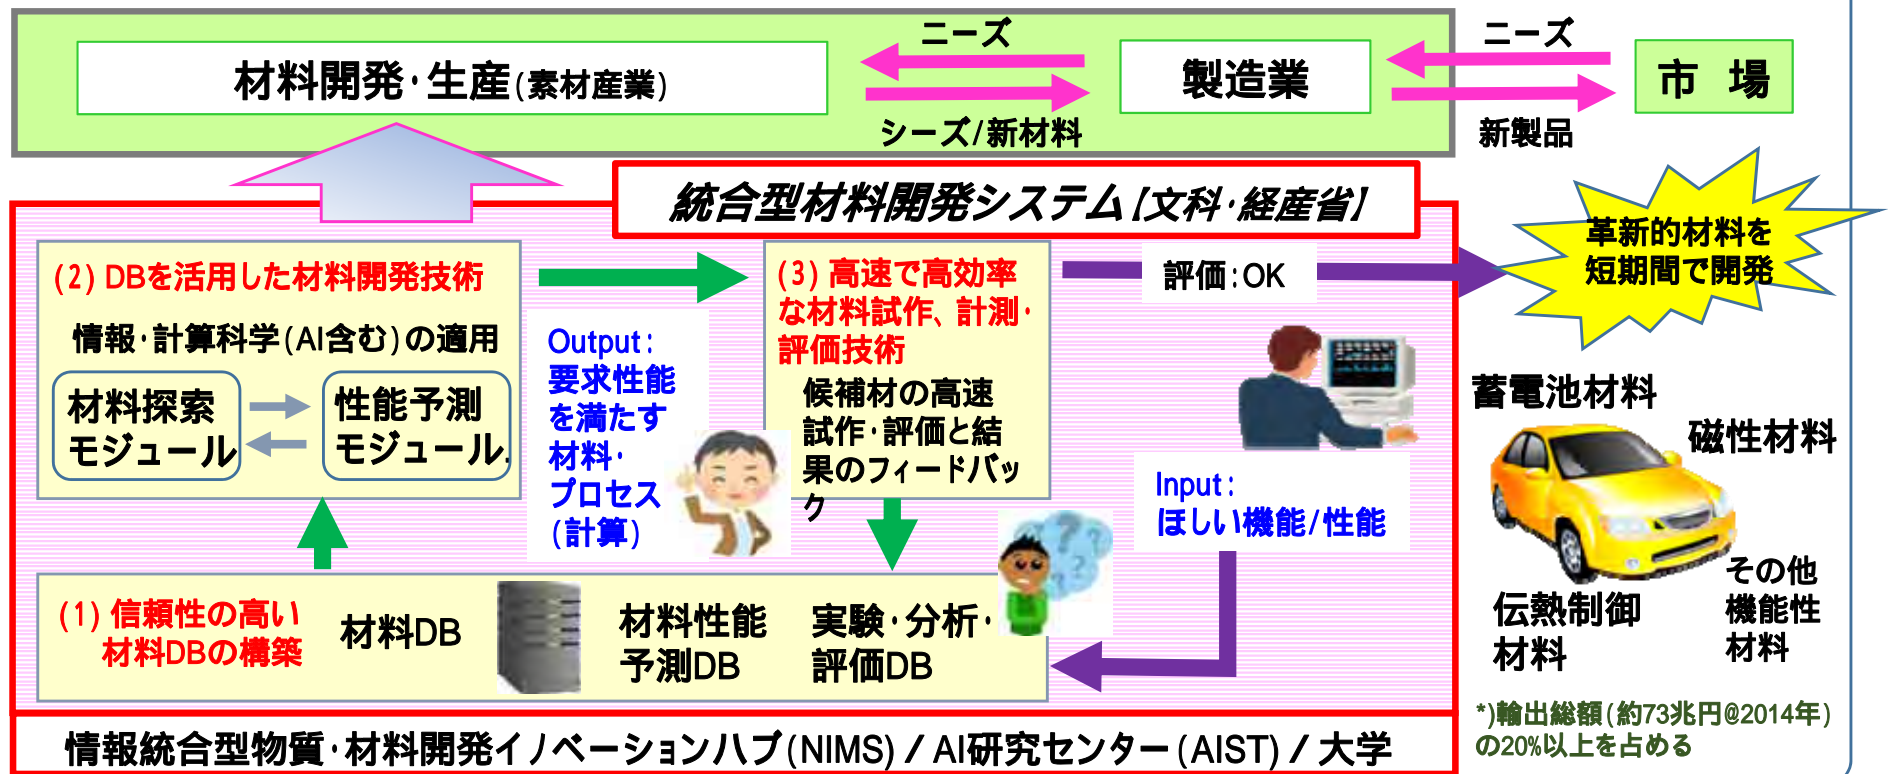 ニーズ
ニーズ
材料開発・生産(素材産業)
製造業
市 場
シーズ/新材料
新製品
統合型材料開発システム【文科・経産省】
革新的材料を
短期間で開発
(2) DBを活用した材料開発技術
情報・計算科学(AI含む)の適用
材料探索
モジュール
性能予測
モジュール
Output:
要求性能
を満たす
材料・
プロセス
(計算)
(3) 高速で高効率
な材料試作、計測・
評価技術
候補材の高速
試作・評価と結
果のフィードバッ
ク
評価:OK
Input:
ほしい機能/性能
(1) 信頼性の高い
材料DBの構築
材料DB
材料性能
予測DB
実験・分析・
評価DB
蓄電池材料
磁性材料
伝熱制御
材料
その他
機能性
材料
*)輸出総額(約73兆円@2014年)
の20%以上を占める
情報統合型物質・材料開発イノベーションハブ(NIMS) / AI研究センター(AIST) / 大学